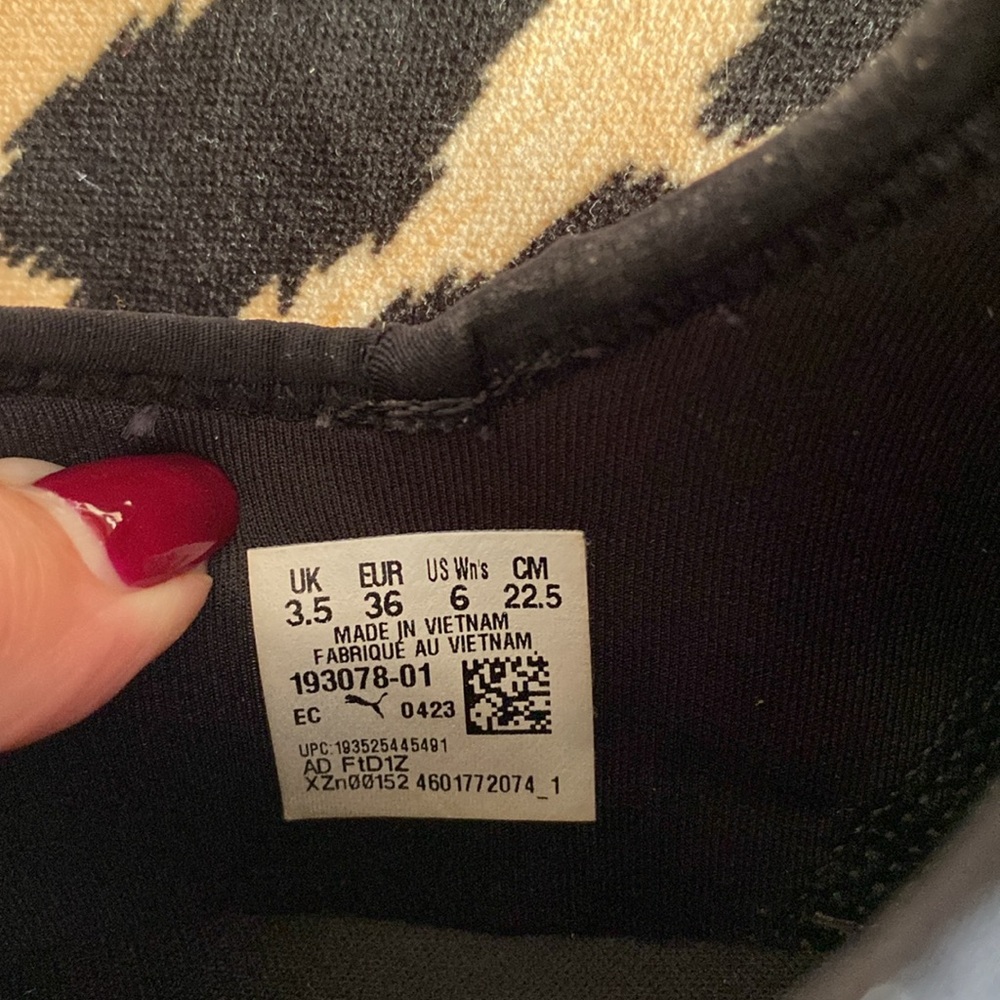 UK EUR US Wn's CM
3.5 36 6 22.5
MADE IN VIETNAM
FABRIQUÉ AU VIETNAM
193078-01
EC 0423
UPC:193525445491
AD FtD1Z
XZn00152 4601772074_1